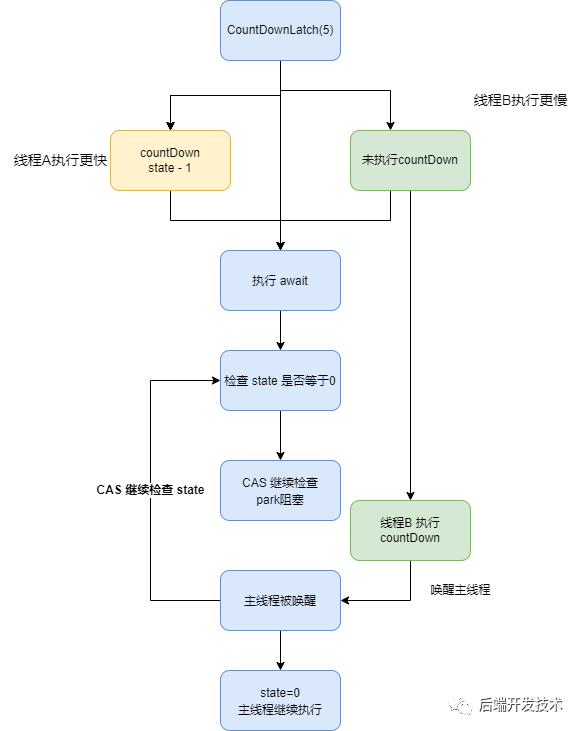 CountDownLatch(5)
线程B执行更慢
线程A执行更快
countDown
state - 1
未执行countDown
执行 await
检查 state 是否等于0
CAS 继续检查 state
CAS 继续检查
park阻塞
线程B 执行
countDown
主线程被唤醒
唤醒主线程
state=0
主线程继续执行
后端开发技术